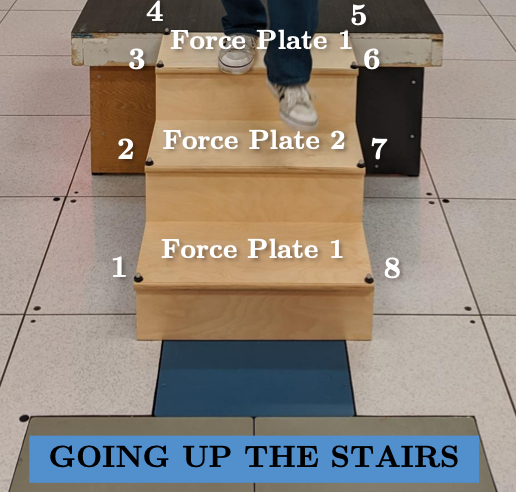 4 5
Force Plate 1
3 6
Force Plate 2
2 7
Force Plate 1
1 8
GOING UP THE STAIRS